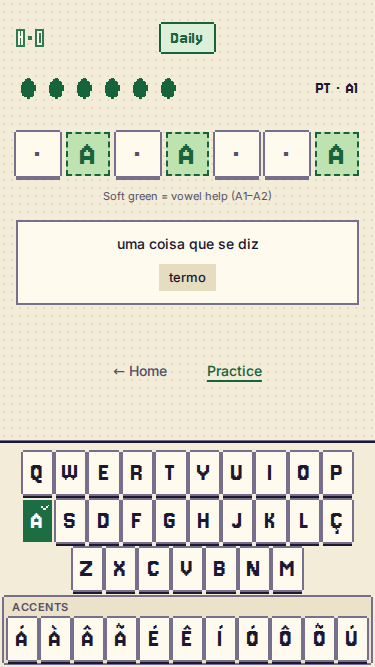 Daily
PT · A1
· A · A · · A
Soft green = vowel help (A1–A2)
uma coisa que se diz
termo
← Home Practice
Q W E R T Y U I O P
A S D F G H J K L Ç
Z X C V B N M
ACCENTS
Á À Â Ã É Ê Í Ó Ô Õ Ú